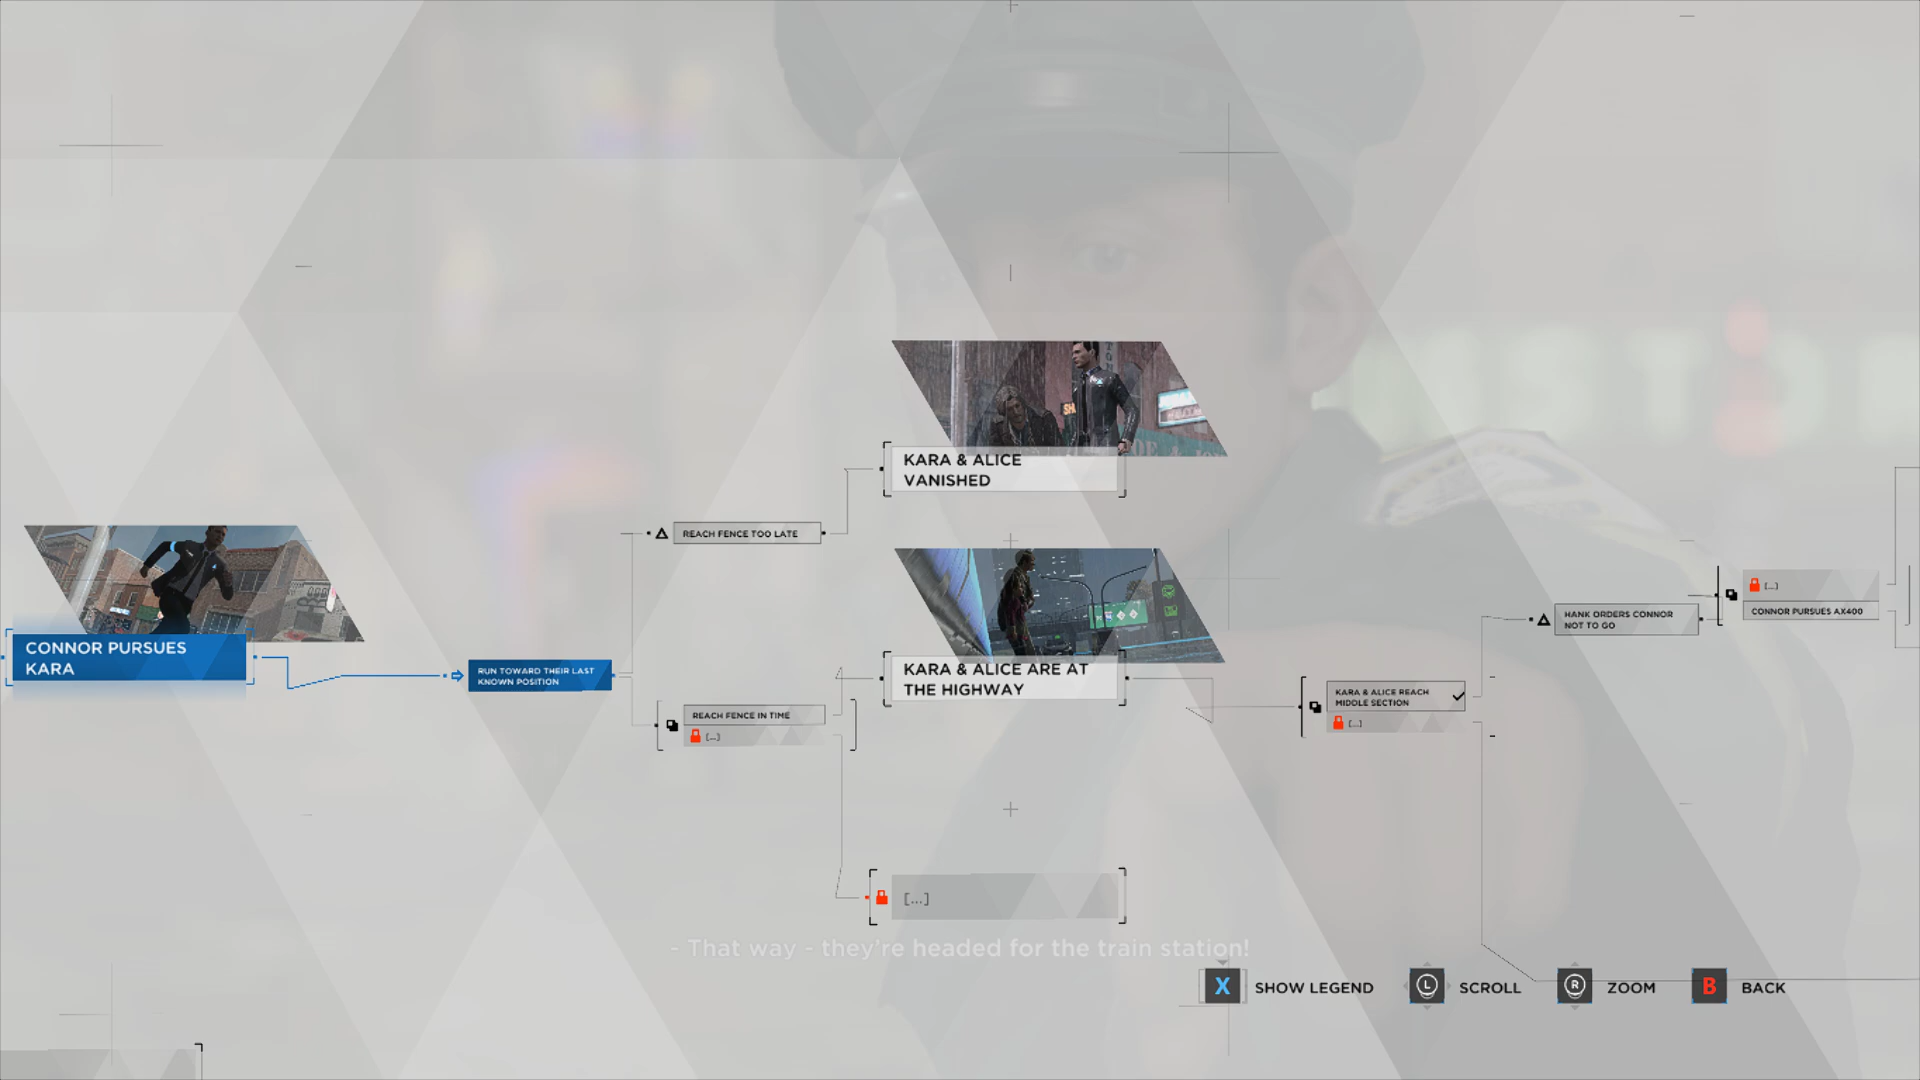 KARA & ALICE
VANISHED
REACH FENCE TOO LATE
CONNOR PURSUES
KARA
RUN TOWARD THEIR LAST
KNOWN POSITION
REACH FENCE IN TIME
[...]
KARA & ALICE ARE AT
THE HIGHWAY
KARA & ALICE REACH
MIDDLE SECTION
[...]
HANK ORDERS CONNOR
NOT TO GO
[...]
CONNOR PURSUES AX400
[...]
- That way - they're headed for the train station!
X SHOW LEGEND
L SCROLL
R ZOOM
B BACK